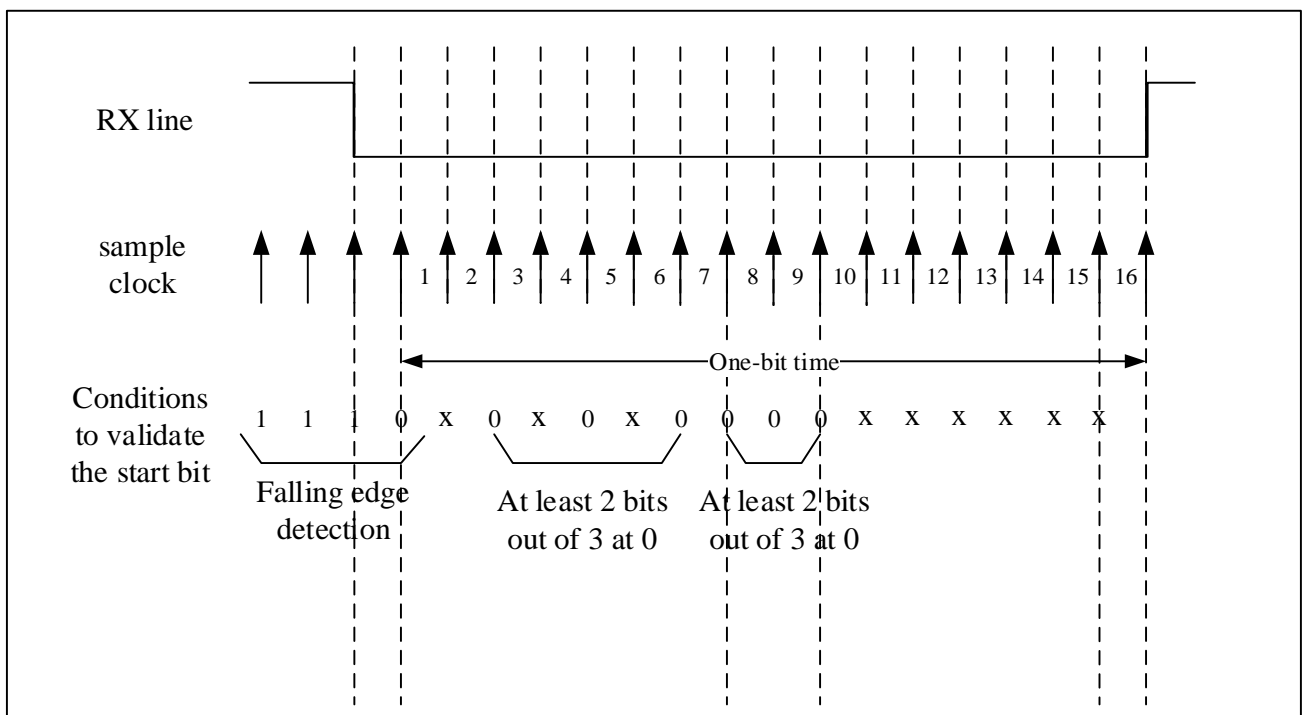 RX line
sample
clock
1 2 3 4 5 6 7 8 9 10 11 12 13 14 15 16
One-bit time
Conditions
to validate
the start bit
1 1 1 0 x 0 x 0 x 0 0 0 0 x x x x x x
Falling edge
detection
At least 2 bits
out of 3 at 0
At least 2 bits
out of 3 at 0